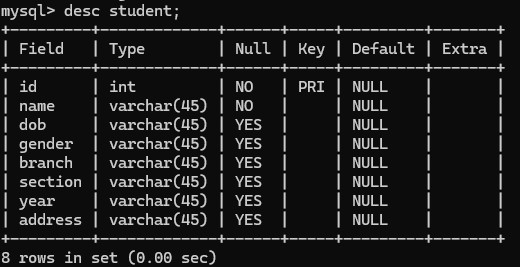 mysql> desc student;
+---------+-------------+------+-----+---------+-------+
| Field   | Type        | Null | Key | Default | Extra |
+---------+-------------+------+-----+---------+-------+
| id      | int         | NO   | PRI | NULL    |       |
| name    | varchar(45) | NO   |     | NULL    |       |
| dob     | varchar(45) | YES  |     | NULL    |       |
| gender  | varchar(45) | YES  |     | NULL    |       |
| branch  | varchar(45) | YES  |     | NULL    |       |
| section | varchar(45) | YES  |     | NULL    |       |
| year    | varchar(45) | YES  |     | NULL    |       |
| address | varchar(45) | YES  |     | NULL    |       |
+---------+-------------+------+-----+---------+-------+
8 rows in set (0.00 sec)